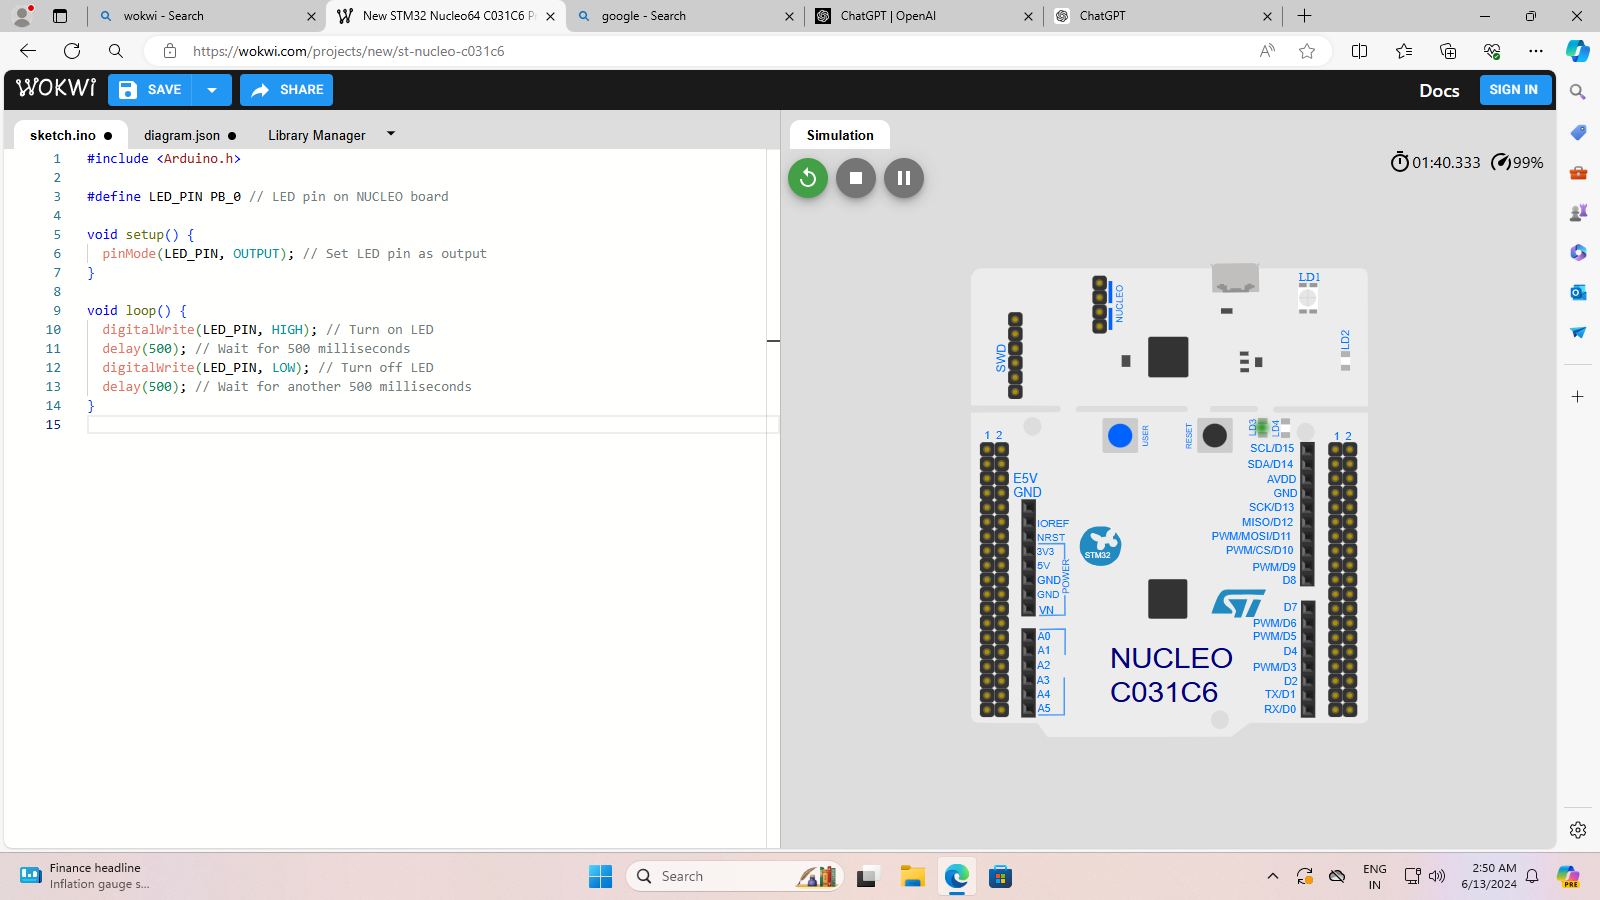 wokwi - Search
New STM32 Nucleo64 C031C6 Pr
google - Search
ChatGPT | OpenAI
ChatGPT
https://wokwi.com/projects/new/st-nucleo-c031c6
WOKWI
SAVE
SHARE
Docs
SIGN IN
sketch.ino
diagram.json
Library Manager
Simulation
01:40.333
99%
1 #include <Arduino.h>
2
3 #define LED_PIN PB_0 // LED pin on NUCLEO board
4
5 void setup() {
6 pinMode(LED_PIN, OUTPUT); // Set LED pin as output
7 }
8
9 void loop() {
10 digitalWrite(LED_PIN, HIGH); // Turn on LED
11 delay(500); // Wait for 500 milliseconds
12 digitalWrite(LED_PIN, LOW); // Turn off LED
13 delay(500); // Wait for another 500 milliseconds
14 }
15
LD1
NUCLEO
SWD
LD2
USER
RESET
LD3
LD4
1 2
1 2
E5V
GND
IOREF
NRST
3V3
5V
GND
GND
VN
POWER
A0
A1
A2
A3
A4
A5
STM32
ST
NUCLEO
C031C6
SCL/D15
SDA/D14
AVDD
GND
SCK/D13
MISO/D12
PWM/MOSI/D11
PWM/CS/D10
PWM/D9
D8
D7
PWM/D6
PWM/D5
D4
PWM/D3
D2
TX/D1
RX/D0
Finance headline
Inflation gauge s...
Search
ENG
IN
2:50 AM
6/13/2024
PRE